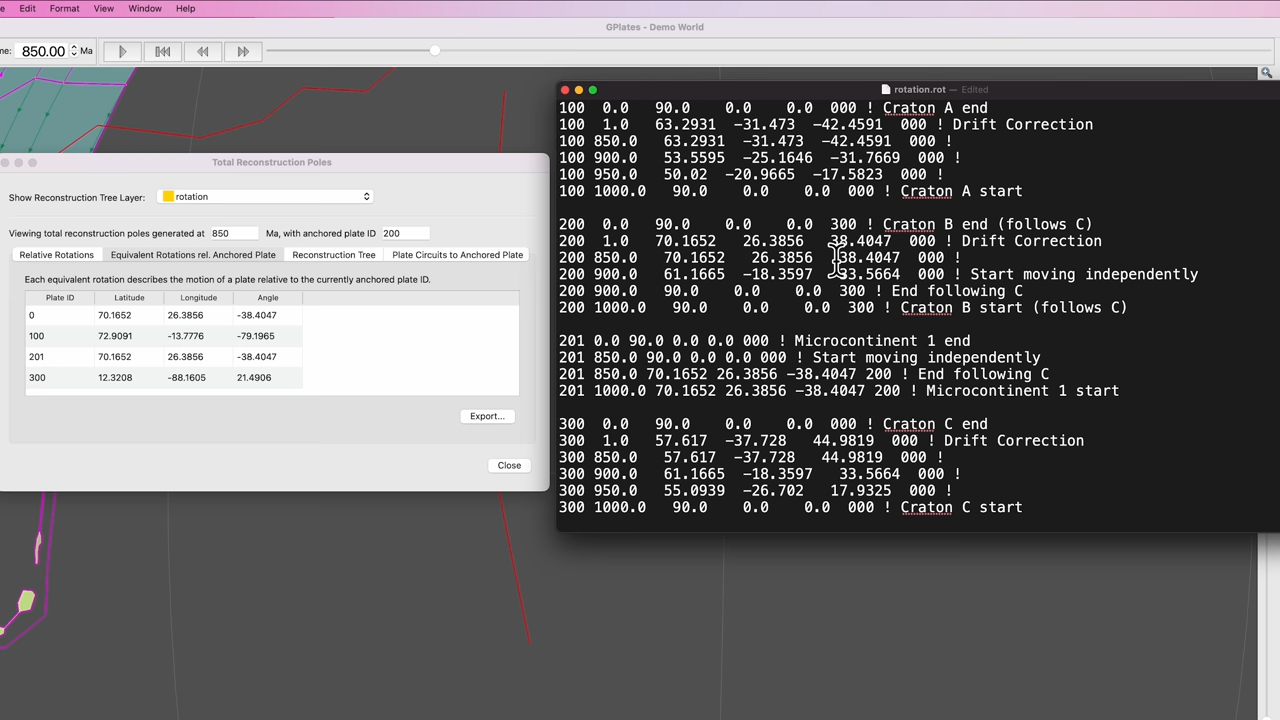 e Edit Format View Window Help
GPlates - Demo World
ne: 850.00 Ma
rotation.rot — Edited
100 0.0 90.0 0.0 0.0 000 ! Craton A end
100 1.0 63.2931 -31.473 -42.4591 000 ! Drift Correction
100 850.0 63.2931 -31.473 -42.4591 000 !
100 900.0 53.5595 -25.1646 -31.7669 000 !
100 950.0 50.02 -20.9665 -17.5823 000 !
100 1000.0 90.0 0.0 0.0 000 ! Craton A start
200 0.0 90.0 0.0 0.0 300 ! Craton B end (follows C)
200 1.0 70.1652 26.3856 38.4047 000 ! Drift Correction
200 850.0 70.1652 26.3856 38.4047 000 !
200 900.0 61.1665 -18.3597 33.5664 000 ! Start moving independently
200 900.0 90.0 0.0 0.0 300 ! End following C
200 1000.0 90.0 0.0 0.0 300 ! Craton B start (follows C)
201 0.0 90.0 0.0 0.0 000 ! Microcontinent 1 end
201 850.0 90.0 0.0 0.0 000 ! Start moving independently
201 850.0 70.1652 26.3856 -38.4047 200 ! End following C
201 1000.0 70.1652 26.3856 -38.4047 200 ! Microcontinent 1 start
300 0.0 90.0 0.0 0.0 000 ! Craton C end
300 1.0 57.617 -37.728 44.9819 000 ! Drift Correction
300 850.0 57.617 -37.728 44.9819 000 !
300 900.0 61.1665 -18.3597 33.5664 000 !
300 950.0 55.0939 -26.702 17.9325 000 !
300 1000.0 90.0 0.0 0.0 000 ! Craton C start
Total Reconstruction Poles
Show Reconstruction Tree Layer: rotation
Viewing total reconstruction poles generated at 850 Ma, with anchored plate ID 200
Relative Rotations Equivalent Rotations rel. Anchored Plate Reconstruction Tree Plate Circuits to Anchored Plate
Each equivalent rotation describes the motion of a plate relative to the currently anchored plate ID.
Plate ID Latitude Longitude Angle
0 70.1652 26.3856 -38.4047
100 72.9091 -13.7776 -79.1965
201 70.1652 26.3856 -38.4047
300 12.3208 -88.1605 21.4906
Export...
Close